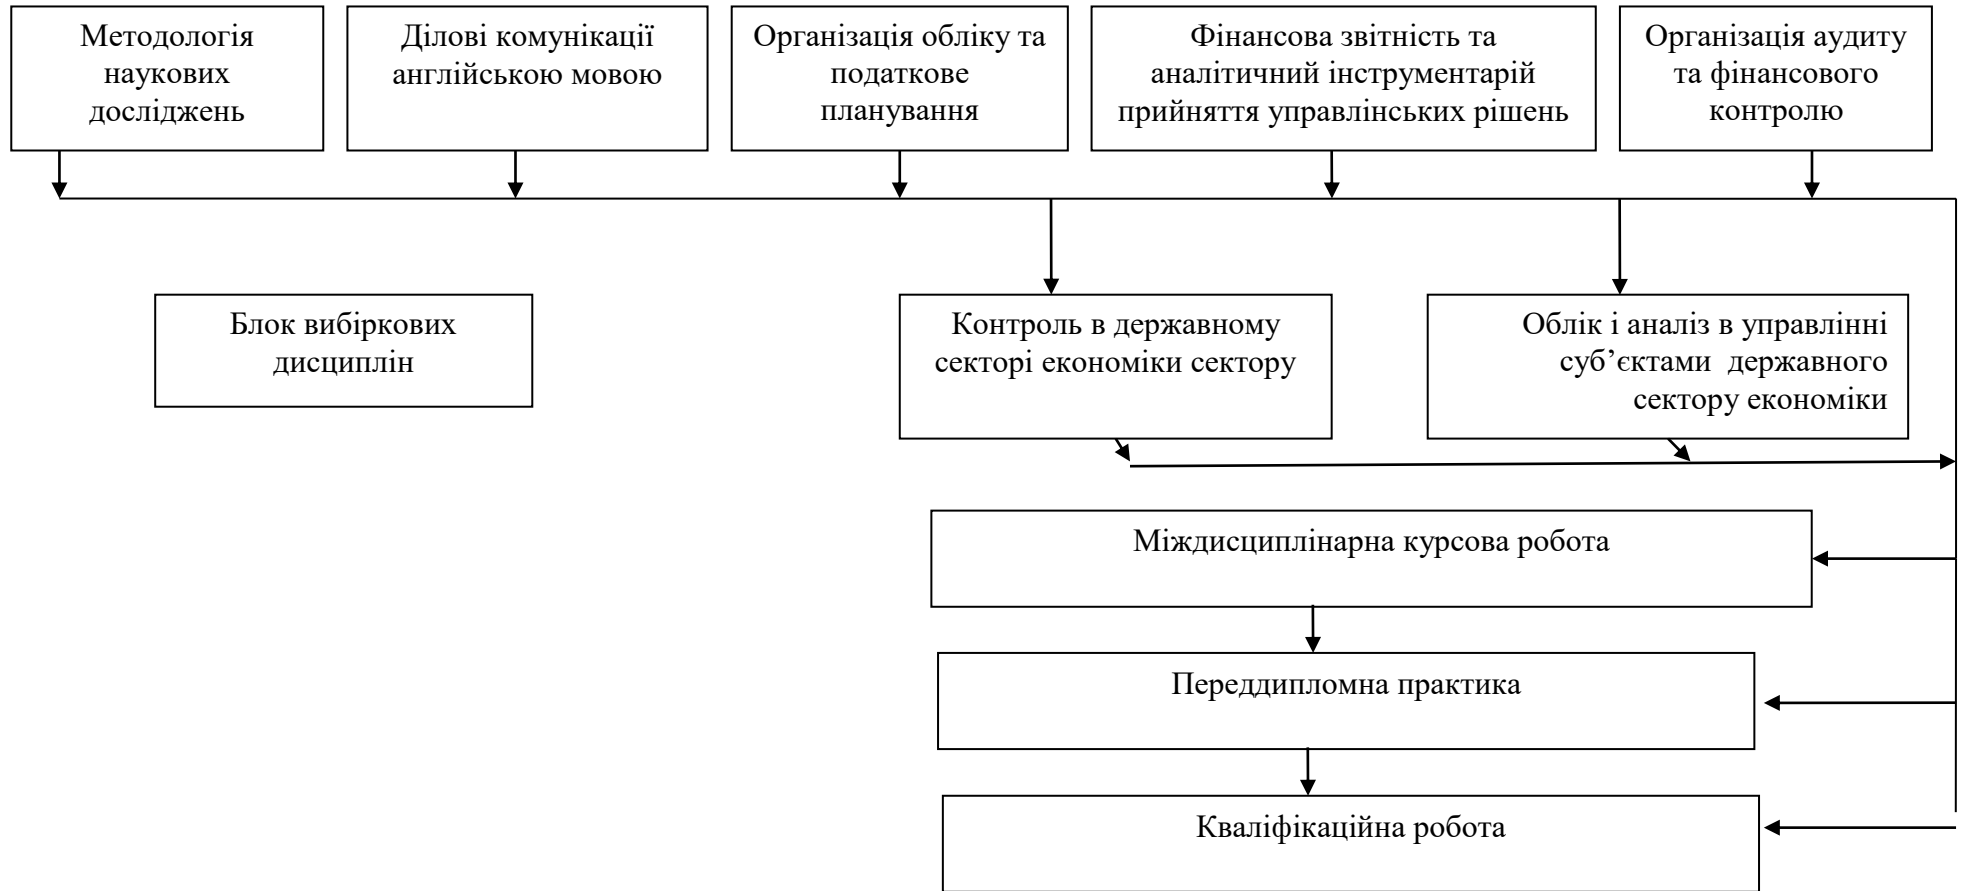 Методологія
наукових
досліджень
Ділові комунікації
англійською мовою
Організація обліку та
податкове
планування
Фінансова звітність та
аналітичний інструментарій
прийняття управлінських рішень
Організація аудиту
та фінансового
контролю
Блок вибіркових
дисциплін
Контроль в державному
секторі економіки сектору
Облік і аналіз в управлінні
суб’єктами державного
сектору економіки
Міждисциплінарна курсова робота
Переддипломна практика
Кваліфікаційна робота